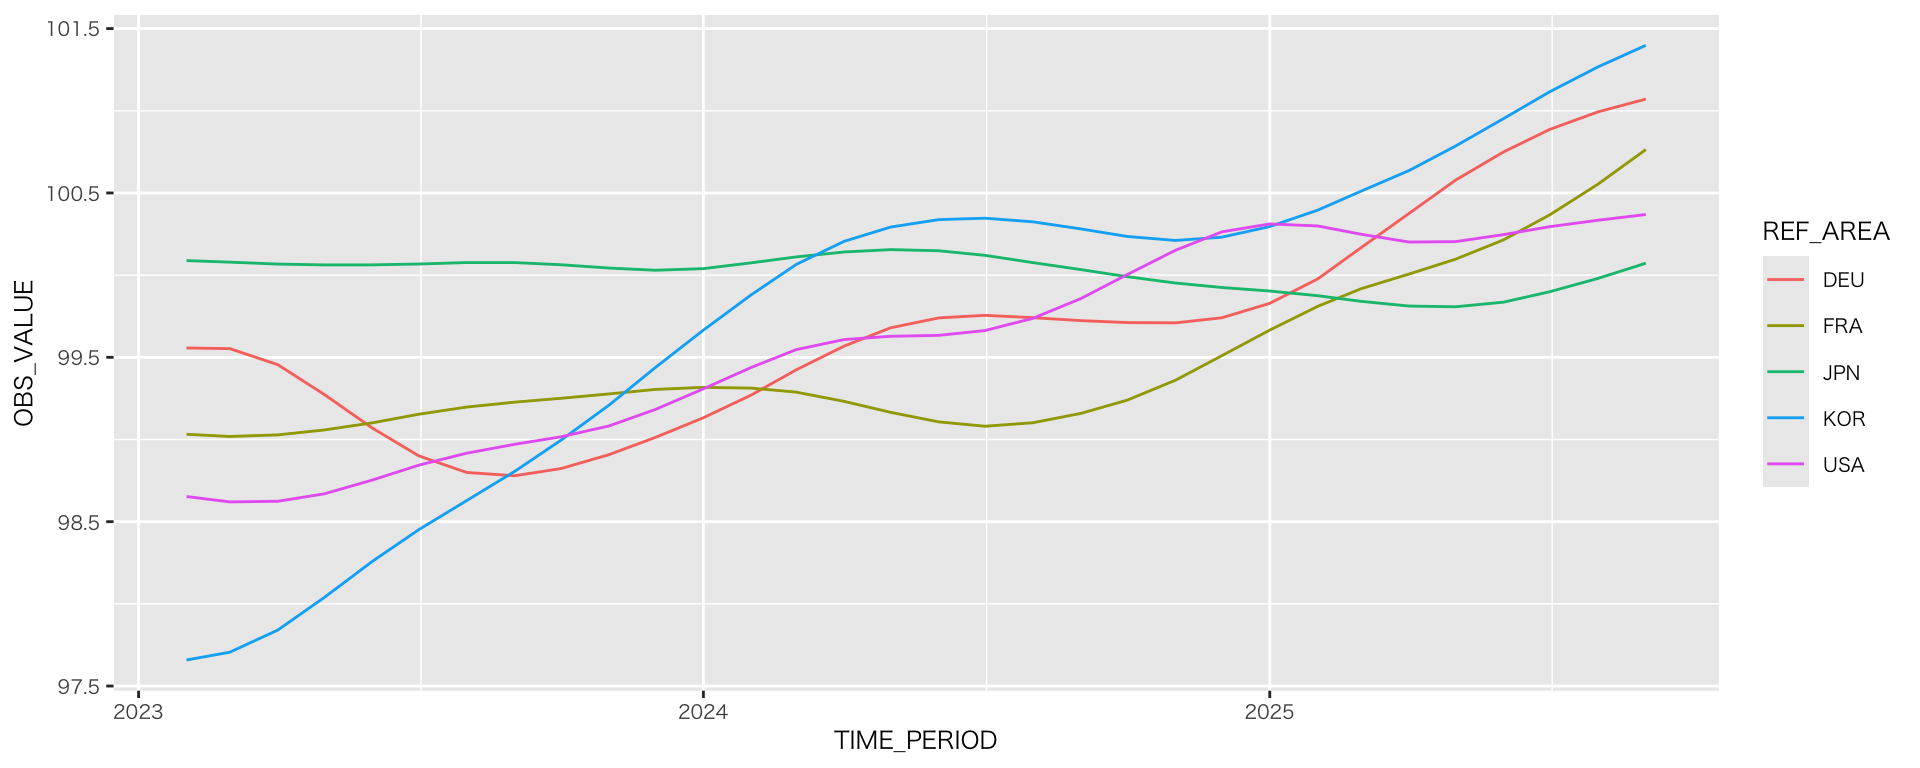 101.5
100.5
99.5
98.5
97.5
OBS_VALUE
2023
2024
2025
TIME_PERIOD
REF_AREA
DEU
FRA
JPN
KOR
USA